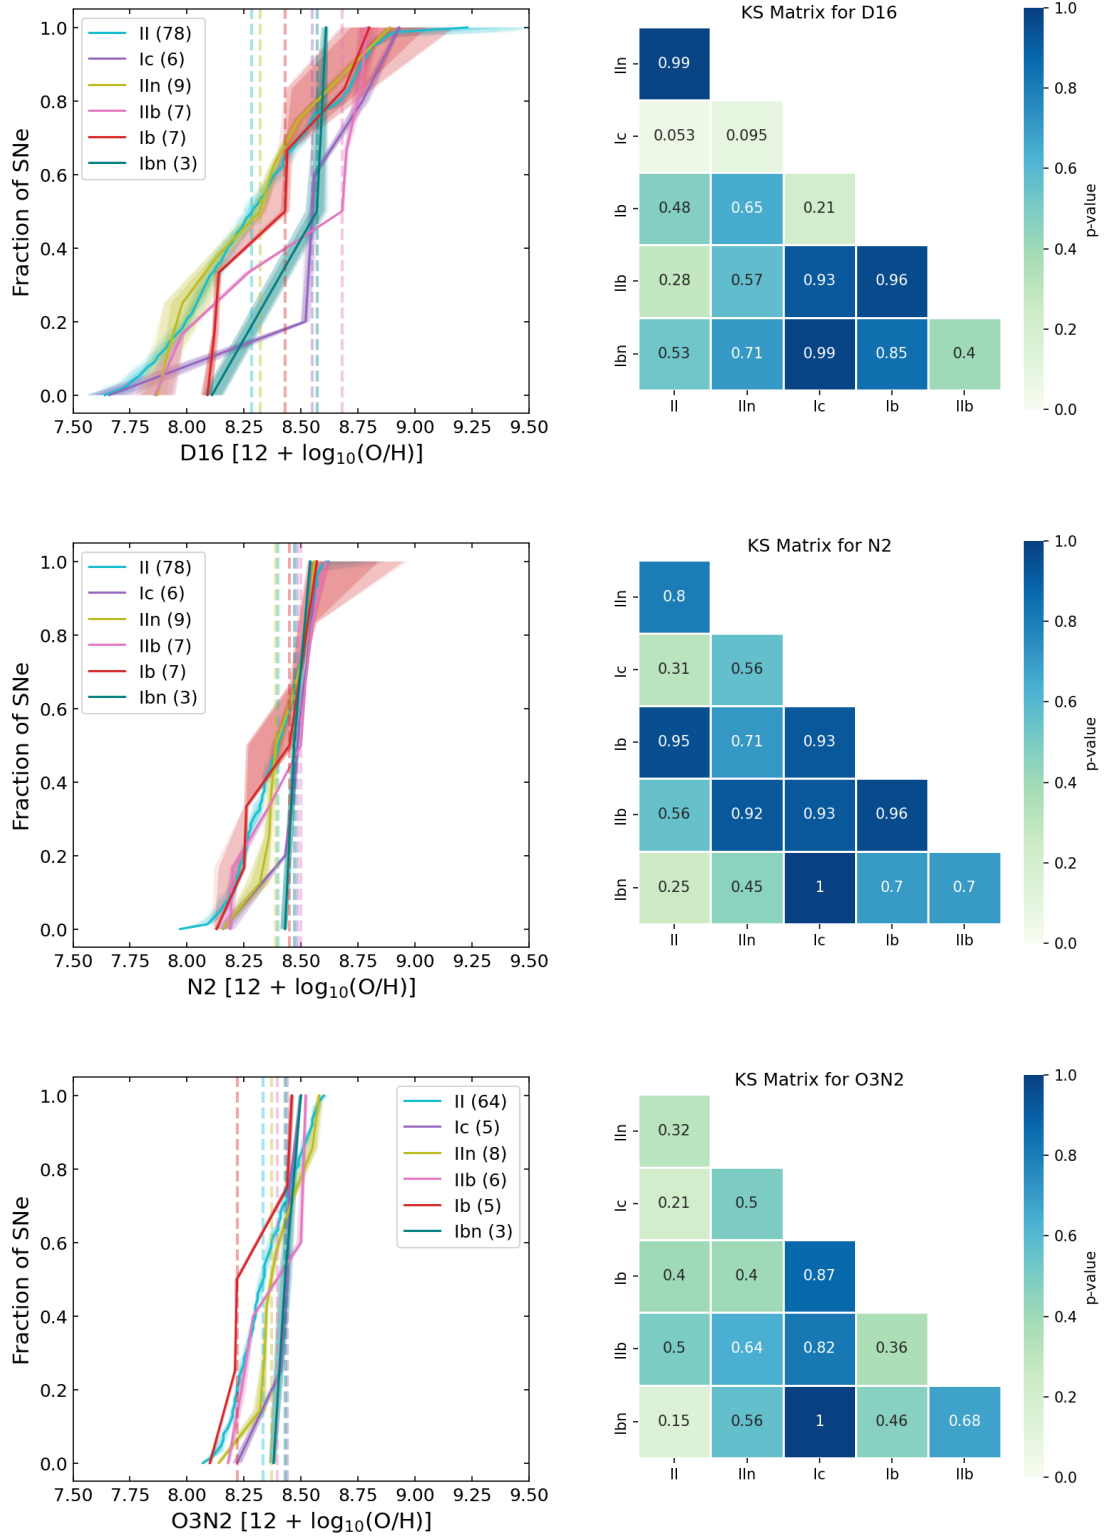 II (78)
Ic (6)
IIn (9)
IIb (7)
Ib (7)
Ibn (3)
1.0
0.8
0.6
0.4
0.2
0.0
Fraction of SNe
7.50 7.75 8.00 8.25 8.50 8.75 9.00 9.25 9.50
D16 [12 + log₁₀(O/H)]
KS Matrix for D16
IIn 0.99
Ic 0.053 0.095
Ib 0.48 0.65 0.21
IIb 0.28 0.57 0.93 0.96
Ibn 0.53 0.71 0.99 0.85 0.4
II IIn Ic Ib IIb
1.0
0.8
0.6
0.4
0.2
0.0
p-value
II (78)
Ic (6)
IIn (9)
IIb (7)
Ib (7)
Ibn (3)
1.0
0.8
0.6
0.4
0.2
0.0
Fraction of SNe
7.50 7.75 8.00 8.25 8.50 8.75 9.00 9.25 9.50
N2 [12 + log₁₀(O/H)]
KS Matrix for N2
IIn 0.8
Ic 0.31 0.56
Ib 0.95 0.71 0.93
IIb 0.56 0.92 0.93 0.96
Ibn 0.25 0.45 1 0.7 0.7
II IIn Ic Ib IIb
1.0
0.8
0.6
0.4
0.2
0.0
p-value
II (64)
Ic (5)
IIn (8)
IIb (6)
Ib (5)
Ibn (3)
1.0
0.8
0.6
0.4
0.2
0.0
Fraction of SNe
7.50 7.75 8.00 8.25 8.50 8.75 9.00 9.25 9.50
O3N2 [12 + log₁₀(O/H)]
KS Matrix for O3N2
IIn 0.32
Ic 0.21 0.5
Ib 0.4 0.4 0.87
IIb 0.5 0.64 0.82 0.36
Ibn 0.15 0.56 1 0.46 0.68
II IIn Ic Ib IIb
1.0
0.8
0.6
0.4
0.2
0.0
p-value